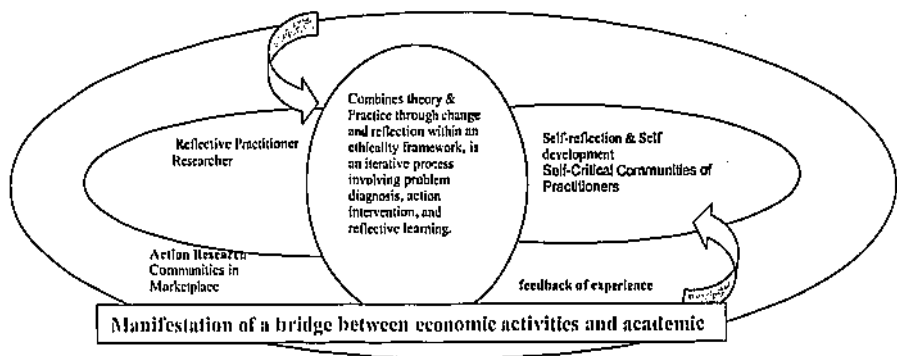 Combines theory &
Practice through change
and reflection within an
ethicality framework, is
an iterative process
involving problem
diagnosis, action
intervention, and
reflective learning.
Reflective Practitioner
Researcher
Self-reflection & Self
development
Self-Critical Communities of
Practitioners
Action Research
Communities in
Marketplace
feedback of experience
Manifestation of a bridge between economic activities and academic